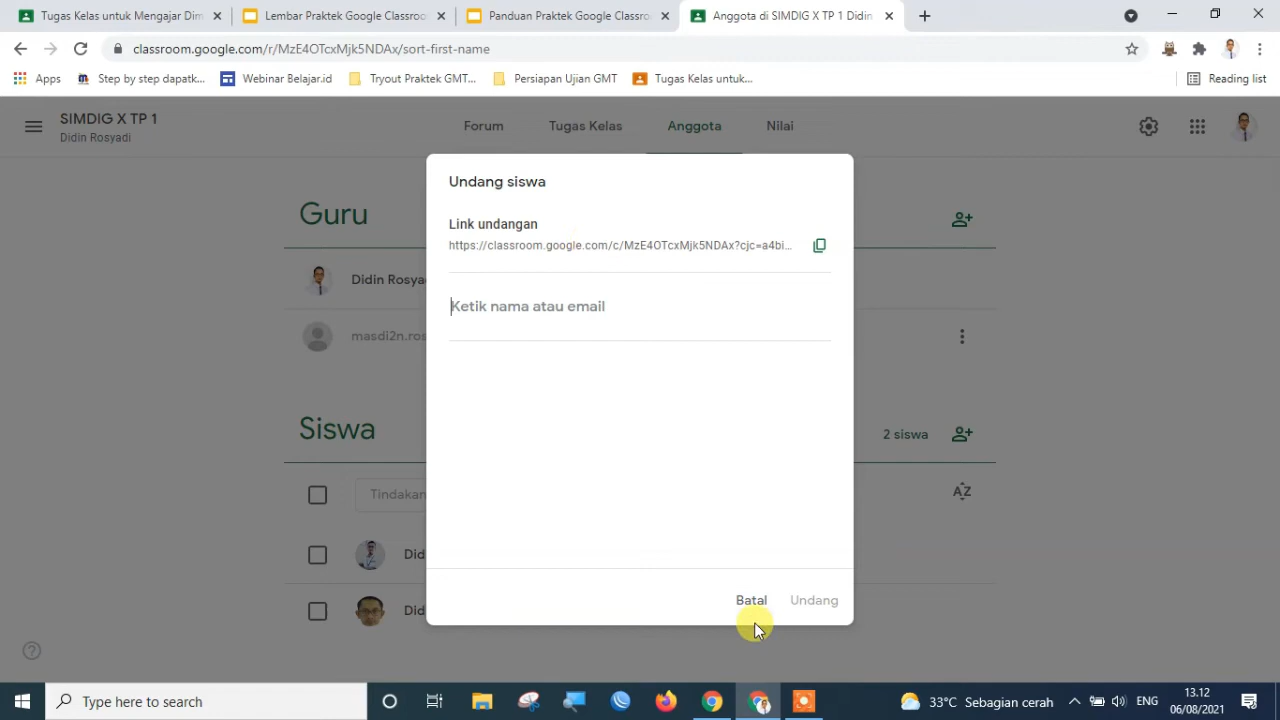 Tugas Kelas untuk Mengajar Dim
Lembar Praktek Google Classro
Panduan Praktek Google Classro
Anggota di SIMDIG X TP 1 Didin
classroom.google.com/r/MzE4OTcxMjk5NDAx/sort-first-name
Apps
Step by step dapatk...
Webinar Belajar.id
Tryout Praktek GMT...
Persiapan Ujian GMT
Tugas Kelas untuk...
Reading list
SIMDIG X TP 1
Didin Rosyadi
Forum
Tugas Kelas
Anggota
Nilai
Undang siswa
Link undangan
https://classroom.google.com/c/MzE4OTcxMjk5NDAx?cjc=a4bi...
Ketik nama atau email
Batal
Undang
Guru
Didin Rosya
masdi2n.ros
Siswa
2 siswa
Tindakan
AZ
Did
Did
Type here to search
33°C Sebagian cerah
ENG
13.12
06/08/2021